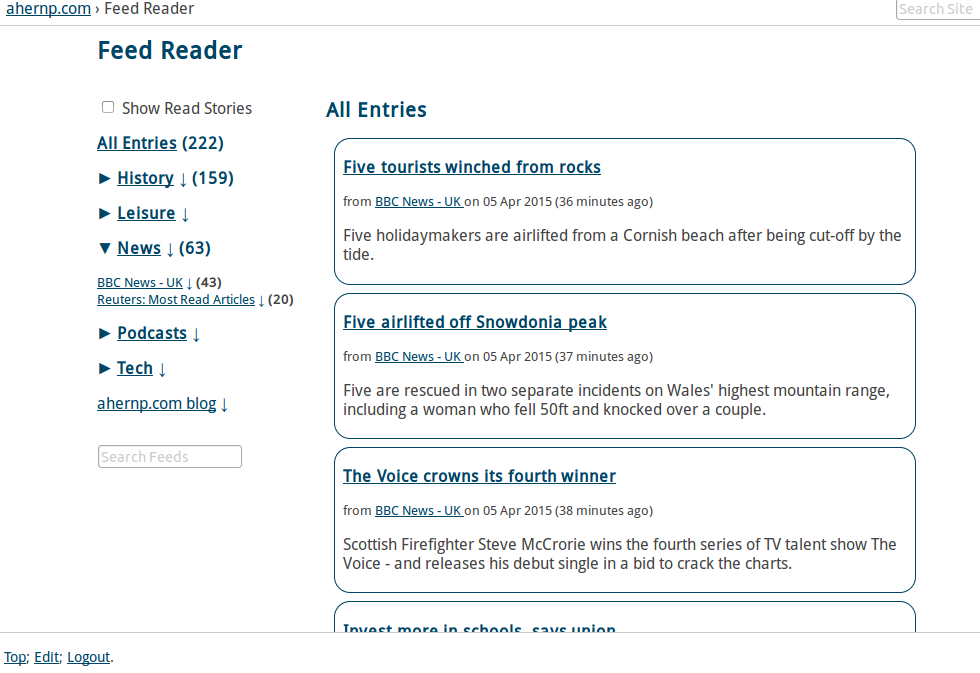 ahernp.com › Feed Reader
Search Site
Feed Reader
Show Read Stories
All Entries (222)
► History ↓ (159)
► Leisure ↓
▼ News ↓ (63)
BBC News - UK ↓ (43)
Reuters: Most Read Articles ↓ (20)
► Podcasts ↓
► Tech ↓
ahernp.com blog ↓
Search Feeds
All Entries
Five tourists winched from rocks
from BBC News - UK on 05 Apr 2015 (36 minutes ago)
Five holidaymakers are airlifted from a Cornish beach after being cut-off by the
tide.
Five airlifted off Snowdonia peak
from BBC News - UK on 05 Apr 2015 (37 minutes ago)
Five are rescued in two separate incidents on Wales' highest mountain range,
including a woman who fell 50ft and knocked over a couple.
The Voice crowns its fourth winner
from BBC News - UK on 05 Apr 2015 (38 minutes ago)
Scottish Firefighter Steve McCrorie wins the fourth series of TV talent show The
Voice - and releases his debut single in a bid to crack the charts.
Invest more in schools, says union
Top; Edit; Logout.